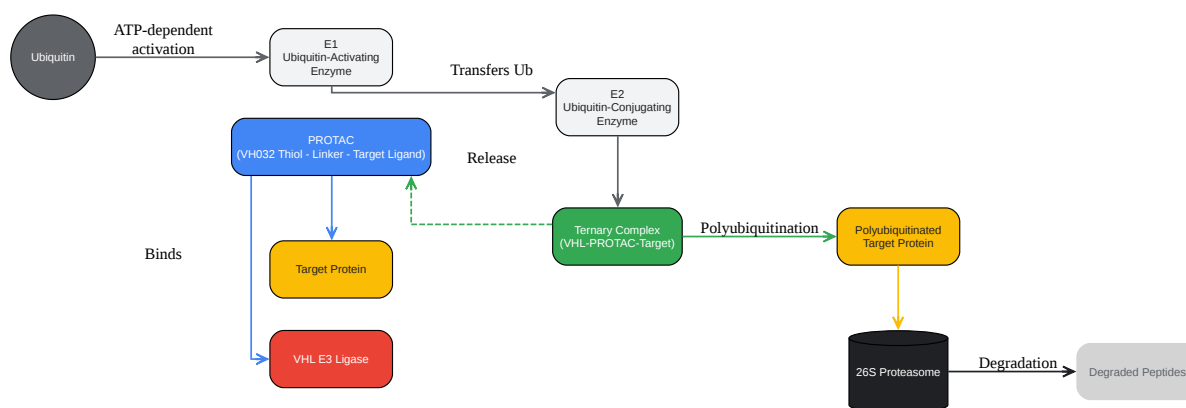 Ubiquitin
ATP-dependent
activation
E1
Ubiquitin-Activating
Enzyme
Transfers Ub
E2
Ubiquitin-Conjugating
Enzyme
PROTAC
(VH032 Thiol - Linker - Target Ligand)
Release
Binds
Target Protein
VHL E3 Ligase
Ternary Complex
(VHL-PROTAC-Target)
Polyubiquitination
Polyubiquitinated
Target Protein
26S Proteasome
Degradation
Degraded Peptides